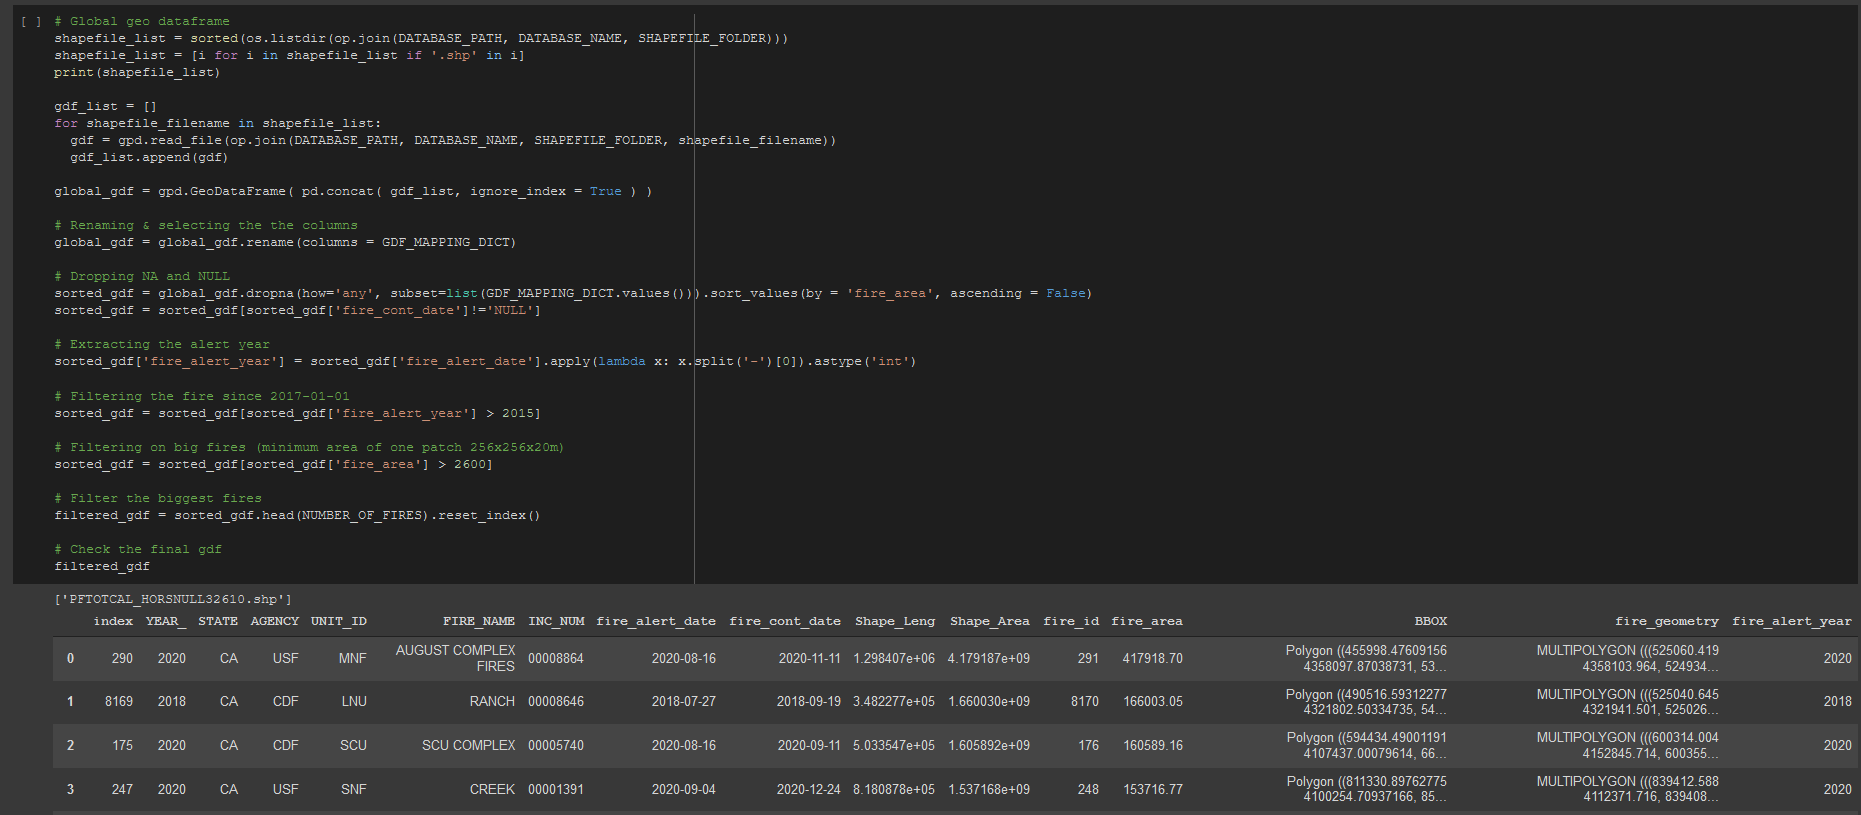 [ ] # Global geo dataframe
shapefile_list = sorted(os.listdir(op.join(DATABASE_PATH, DATABASE_NAME, SHAPEFILE_FOLDER)))
shapefile_list = [i for i in shapefile_list if '.shp' in i]
print(shapefile_list)
gdf_list = []
for shapefile_filename in shapefile_list:
gdf = gpd.read_file(op.join(DATABASE_PATH, DATABASE_NAME, SHAPEFILE_FOLDER, shapefile_filename))
gdf_list.append(gdf)
global_gdf = gpd.GeoDataFrame( pd.concat( gdf_list, ignore_index = True ) )
# Renaming & selecting the the columns
global_gdf = global_gdf.rename(columns = GDF_MAPPING_DICT)
# Dropping NA and NULL
sorted_gdf = global_gdf.dropna(how='any', subset=list(GDF_MAPPING_DICT.values())).sort_values(by = 'fire_area', ascending = False)
sorted_gdf = sorted_gdf[sorted_gdf['fire_cont_date']!='NULL']
# Extracting the alert year
sorted_gdf['fire_alert_year'] = sorted_gdf['fire_alert_date'].apply(lambda x: x.split('-')[0]).astype('int')
# Filtering the fire since 2017-01-01
sorted_gdf = sorted_gdf[sorted_gdf['fire_alert_year'] > 2015]
# Filtering on big fires (minimum area of one patch 256x256x20m)
sorted_gdf = sorted_gdf[sorted_gdf['fire_area'] > 2600]
# Filter the biggest fires
filtered_gdf = sorted_gdf.head(NUMBER_OF_FIRES).reset_index()
# Check the final gdf
filtered_gdf
['PFTOTCAL_HORSNULL32610.shp']
index YEAR_ STATE AGENCY UNIT_ID FIRE_NAME INC_NUM fire_alert_date fire_cont_date Shape_Leng Shape_Area fire_id fire_area BBOX fire_geometry fire_alert_year
0 290 2020 CA USF MNF AUGUST COMPLEX FIRES 00008864 2020-08-16 2020-11-11 1.298407e+06 4.179187e+09 291 417918.70 Polygon ((455998.47609156 4358097.87038731, 53... MULTIPOLYGON (((525060.419 4358103.964, 524934... 2020
1 8169 2018 CA CDF LNU RANCH 00008646 2018-07-27 2018-09-19 3.482277e+05 1.660030e+09 8170 166003.05 Polygon ((490516.59312277 4321802.50334735, 54... MULTIPOLYGON (((525040.645 4321941.501, 525026... 2018
2 175 2020 CA CDF SCU SCU COMPLEX 00005740 2020-08-16 2020-09-11 5.033547e+05 1.605892e+09 176 160589.16 Polygon ((594434.49001191 4107437.00079614, 66... MULTIPOLYGON (((600314.004 4152845.714, 600355... 2020
3 247 2020 CA USF SNF CREEK 00001391 2020-09-04 2020-12-24 8.180878e+05 1.537168e+09 248 153716.77 Polygon ((811330.89762775 4100254.70937166, 85... MULTIPOLYGON (((839412.588 4112371.716, 839408... 2020